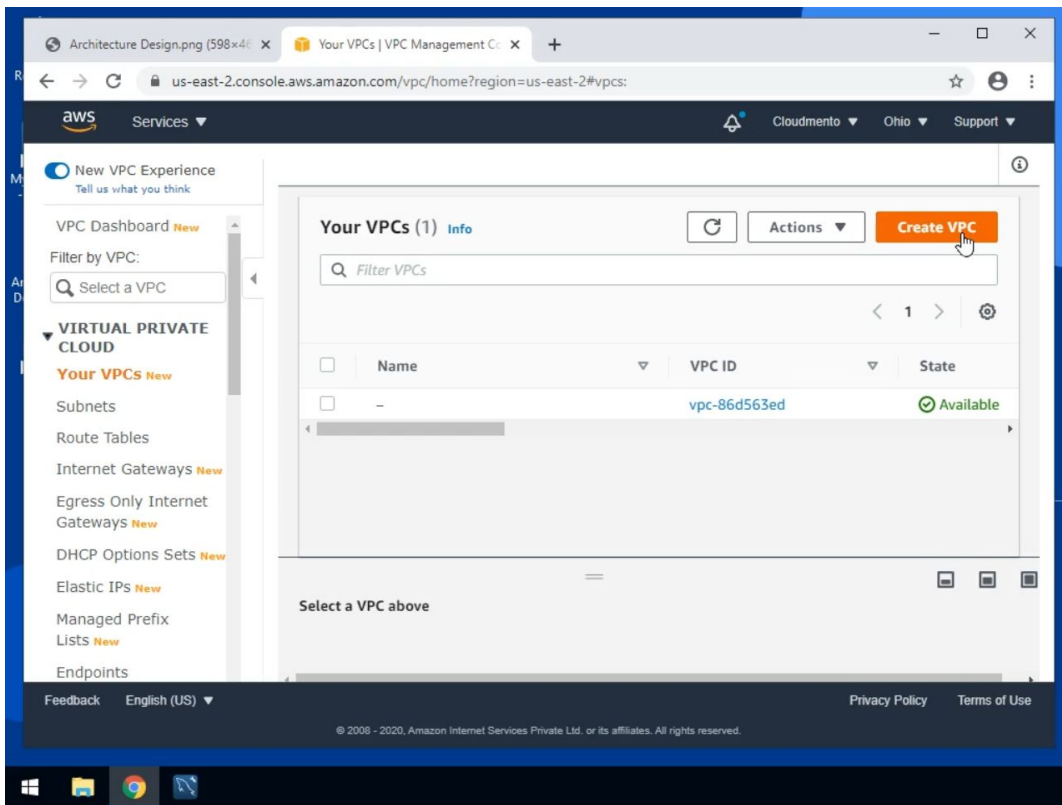 Architecture Design.png (598×46
Your VPCs | VPC Management Co
us-east-2.console.aws.amazon.com/vpc/home?region=us-east-2#vpcs:
aws
Services ▼
Cloudmento ▼
Ohio ▼
Support ▼
New VPC Experience
Tell us what you think
VPC Dashboard New
Filter by VPC:
Select a VPC
VIRTUAL PRIVATE
CLOUD
Your VPCs New
Subnets
Route Tables
Internet Gateways New
Egress Only Internet
Gateways New
DHCP Options Sets New
Elastic IPs New
Managed Prefix
Lists New
Endpoints
Your VPCs (1) Info
Actions ▼
Create VPC
Filter VPCs
1
Name
VPC ID
State
–
vpc-86d563ed
Available
Select a VPC above
Feedback
English (US) ▼
Privacy Policy
Terms of Use
© 2008 - 2020, Amazon Internet Services Private Ltd. or its affiliates. All rights reserved.